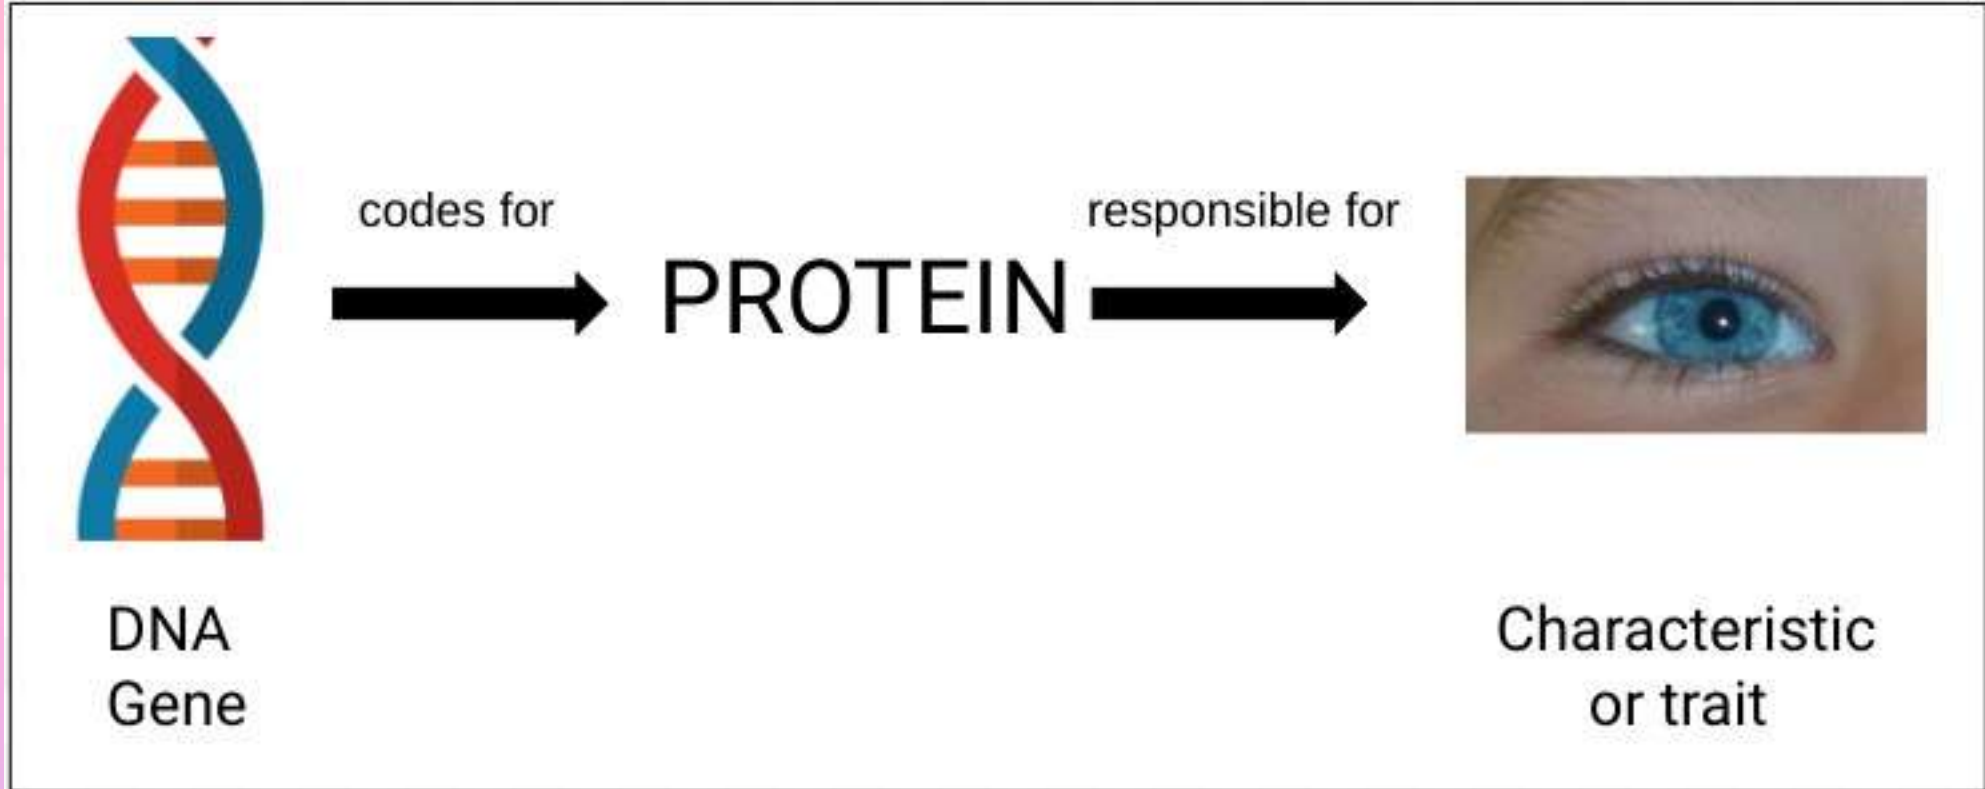 codes for
PROTEIN
responsible for
DNA
Gene
Characteristic
or trait